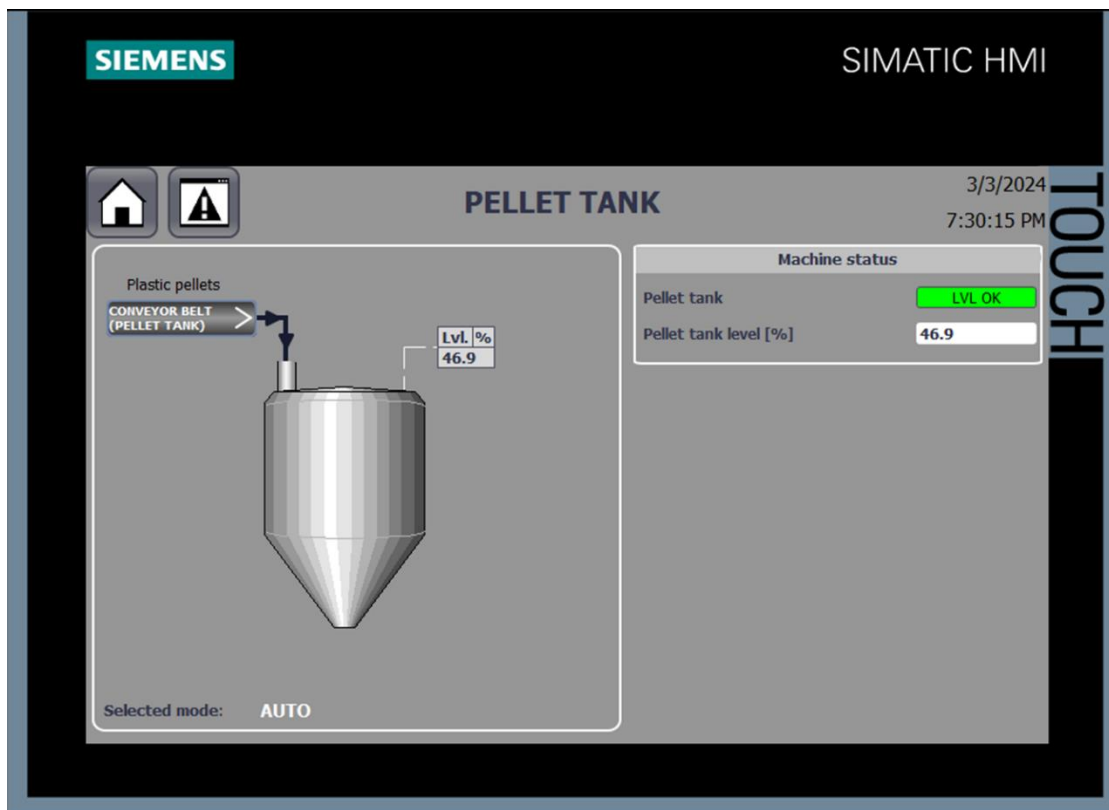 SIEMENS
SIMATIC HMI
TOUCH
PELLET TANK
3/3/2024
7:30:15 PM
Plastic pellets
CONVEYOR BELT
(PELLET TANK)
Lvl. %
46.9
Selected mode: AUTO
Machine status
Pellet tank LVL OK
Pellet tank level [%] 46.9